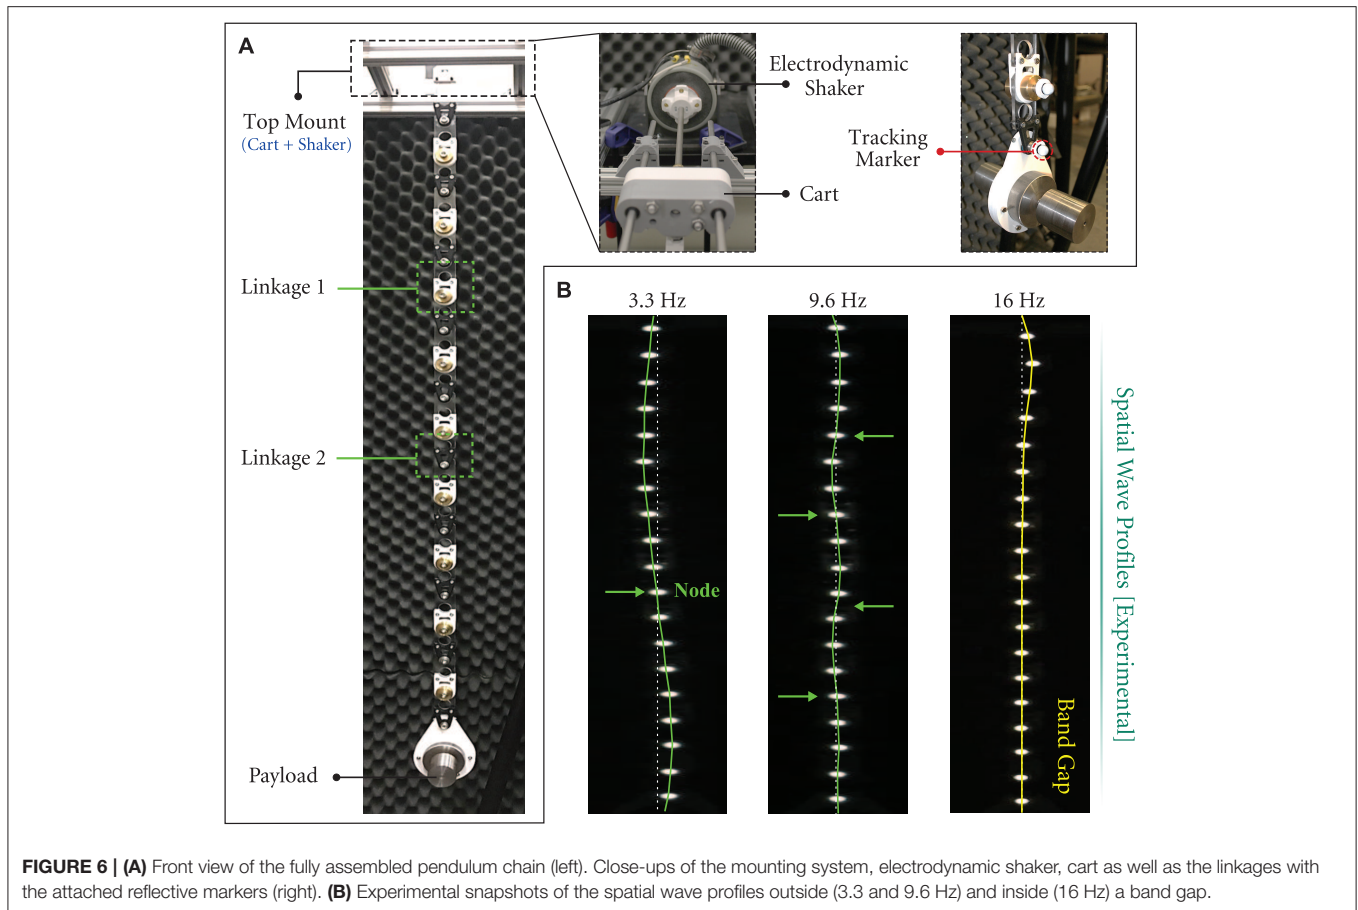 A
Top Mount
(Cart + Shaker)
Linkage 1
Linkage 2
Payload
Electrodynamic
Shaker
Cart
Tracking
Marker
B
3.3 Hz
9.6 Hz
16 Hz
Node
Band Gap
Spatial Wave Profiles [Experimental]
FIGURE 6 | (A) Front view of the fully assembled pendulum chain (left). Close-ups of the mounting system, electrodynamic shaker, cart as well as the linkages with
the attached reflective markers (right). (B) Experimental snapshots of the spatial wave profiles outside (3.3 and 9.6 Hz) and inside (16 Hz) a band gap.